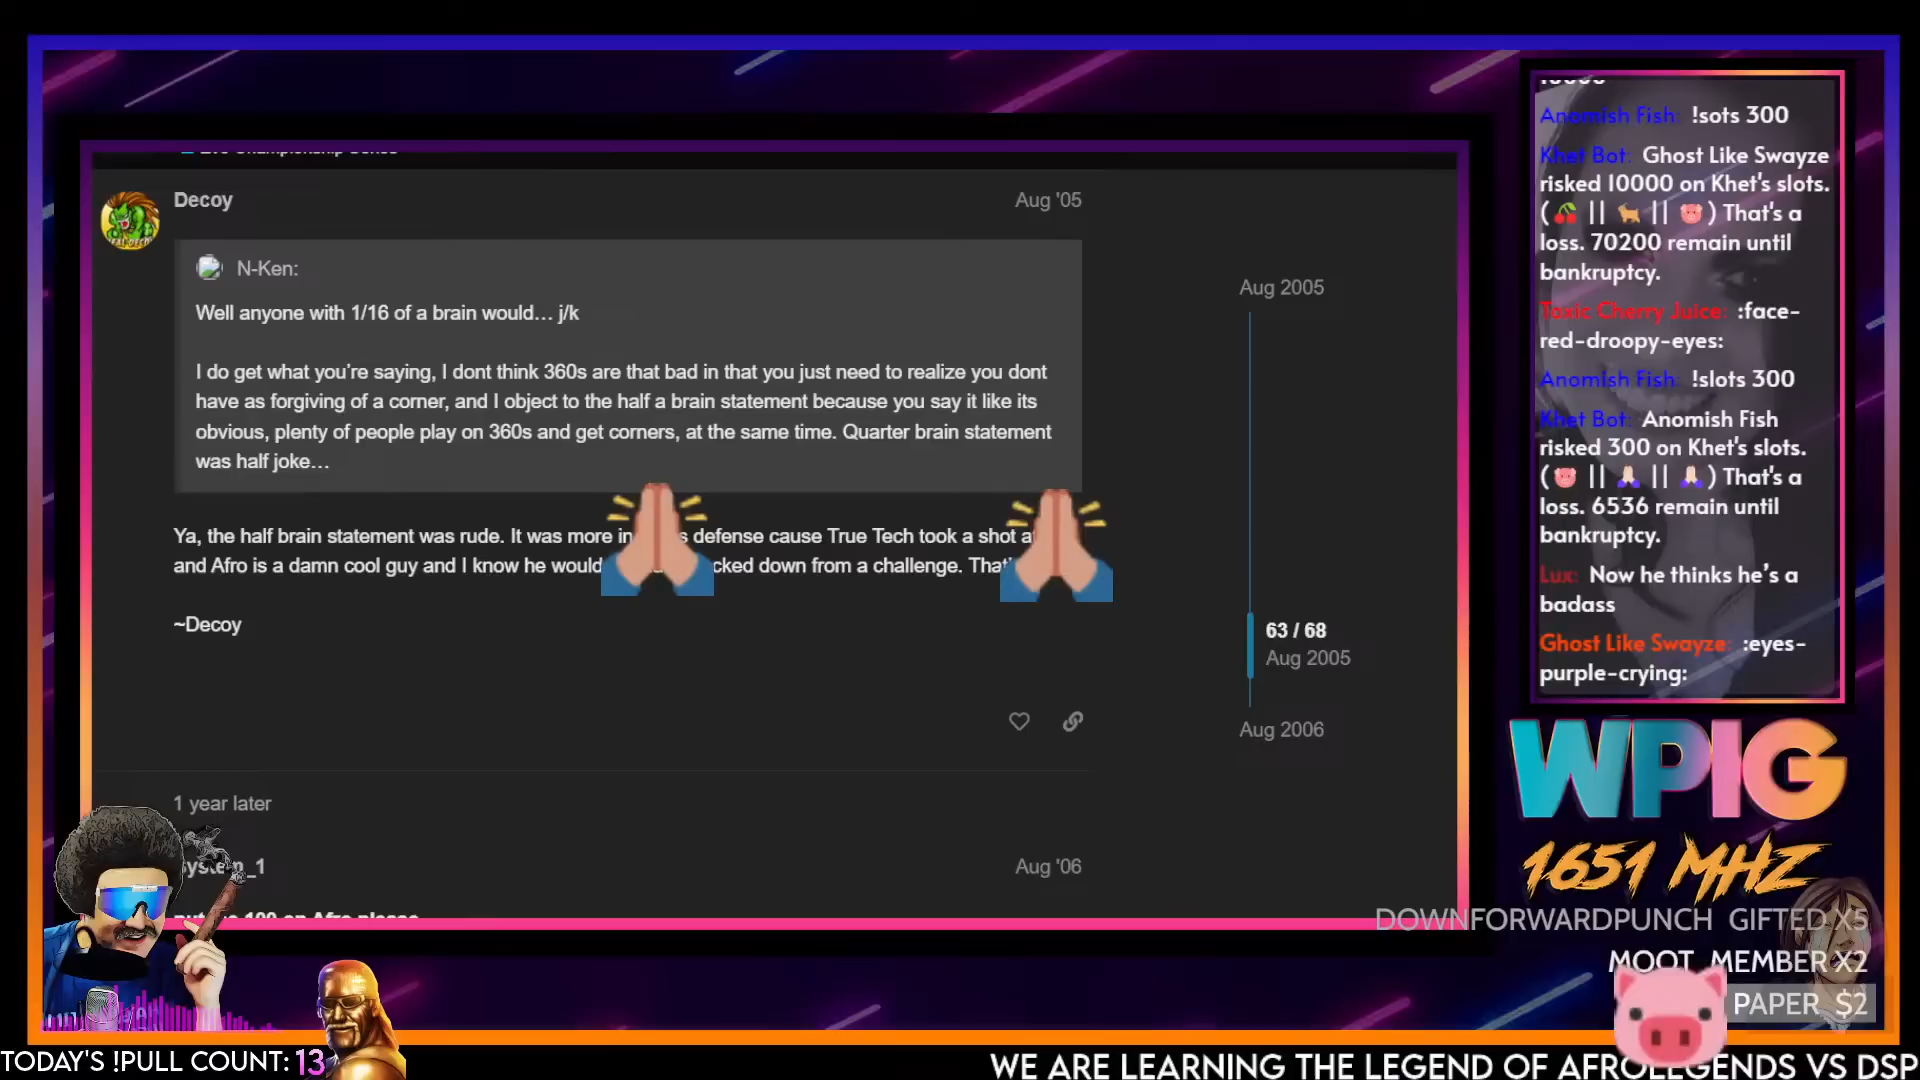 Evo Championship Series
Decoy
Aug '05
N-Ken:
Well anyone with 1/16 of a brain would… j/k
I do get what you're saying, I dont think 360s are that bad in that you just need to realize you dont
have as forgiving of a corner, and I object to the half a brain statement because you say it like its
obvious, plenty of people play on 360s and get corners, at the same time. Quarter brain statement
was half joke…
Ya, the half brain statement was rude. It was more in defense cause True Tech took a shot
and Afro is a damn cool guy and I know he would cked down from a challenge.
~Decoy
1 year later
system_1
Aug '06
Aug 2005
63 / 68
Aug 2005
Aug 2006
10000
Anomish Fish: !sots 300
Khet Bot: Ghost Like Swayze
risked 10000 on Khet's slots.
(🍒 || 🐕 || 🐷) That's a
loss. 70200 remain until
bankruptcy.
Toxic Cherry Juice: :face-
red-droopy-eyes:
Anomish Fish: !slots 300
Khet Bot: Anomish Fish
risked 300 on Khet's slots.
(🐷 || 🙏 || 🙏) That's a
loss. 6536 remain until
bankruptcy.
Lux: Now he thinks he's a
badass
Ghost Like Swayze: :eyes-
purple-crying:
WPIG
1651 MHZ
DOWNFORWARDPUNCH GIFTED X5
MOOT MEMBER X2
PAPER $2
TODAY'S !PULL COUNT: 13
WE ARE LEARNING THE LEGEND OF AFROLEGENDS VS DSP